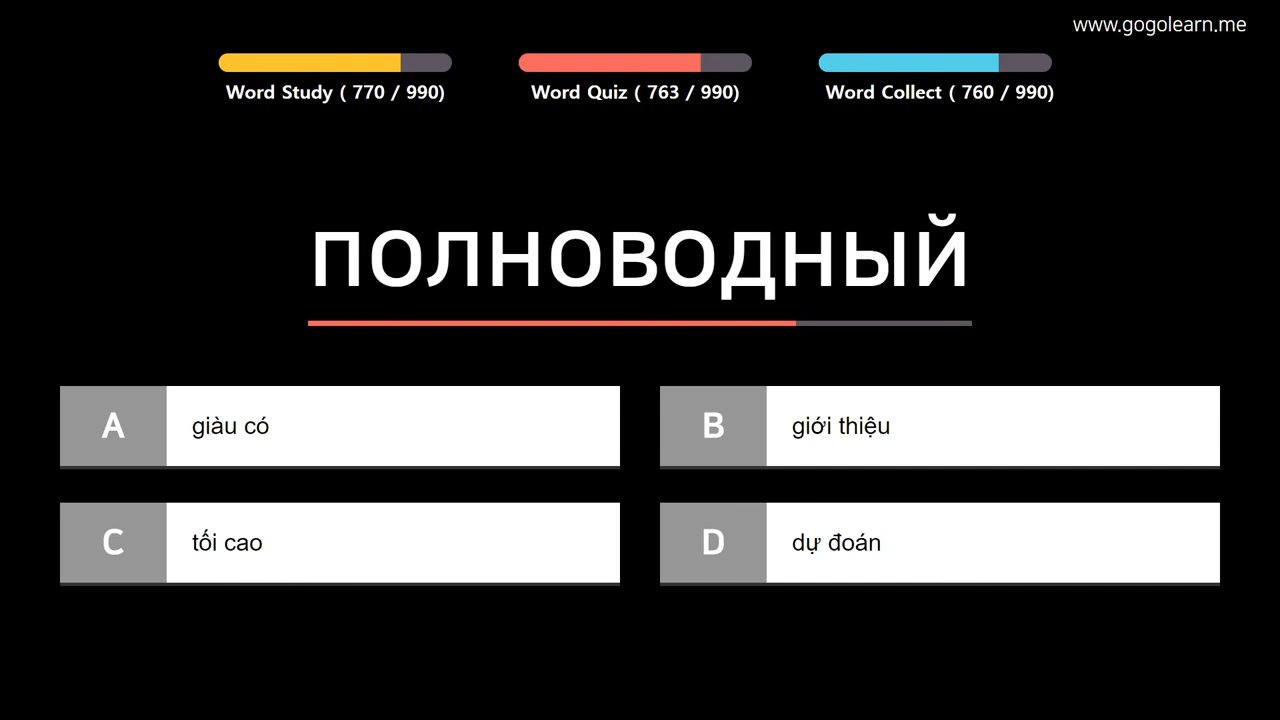 www.gogolearn.me
Word Study ( 770 / 990)
Word Quiz ( 763 / 990)
Word Collect ( 760 / 990)
полноводный
A
giàu có
B
giới thiệu
C
tối cao
D
dự đoán